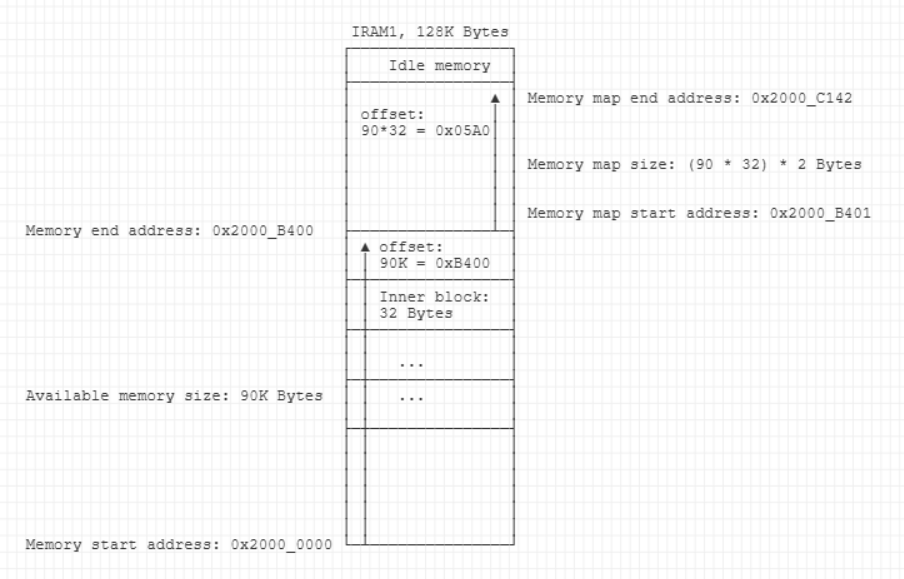 IRAM1, 128K Bytes
Idle memory
Memory map end address: 0x2000_C142
offset:
90*32 = 0x05A0
Memory map size: (90 * 32) * 2 Bytes
Memory map start address: 0x2000_B401
Memory end address: 0x2000_B400
offset:
90K = 0xB400
Inner block:
32 Bytes
...
Available memory size: 90K Bytes
...
Memory start address: 0x2000_0000